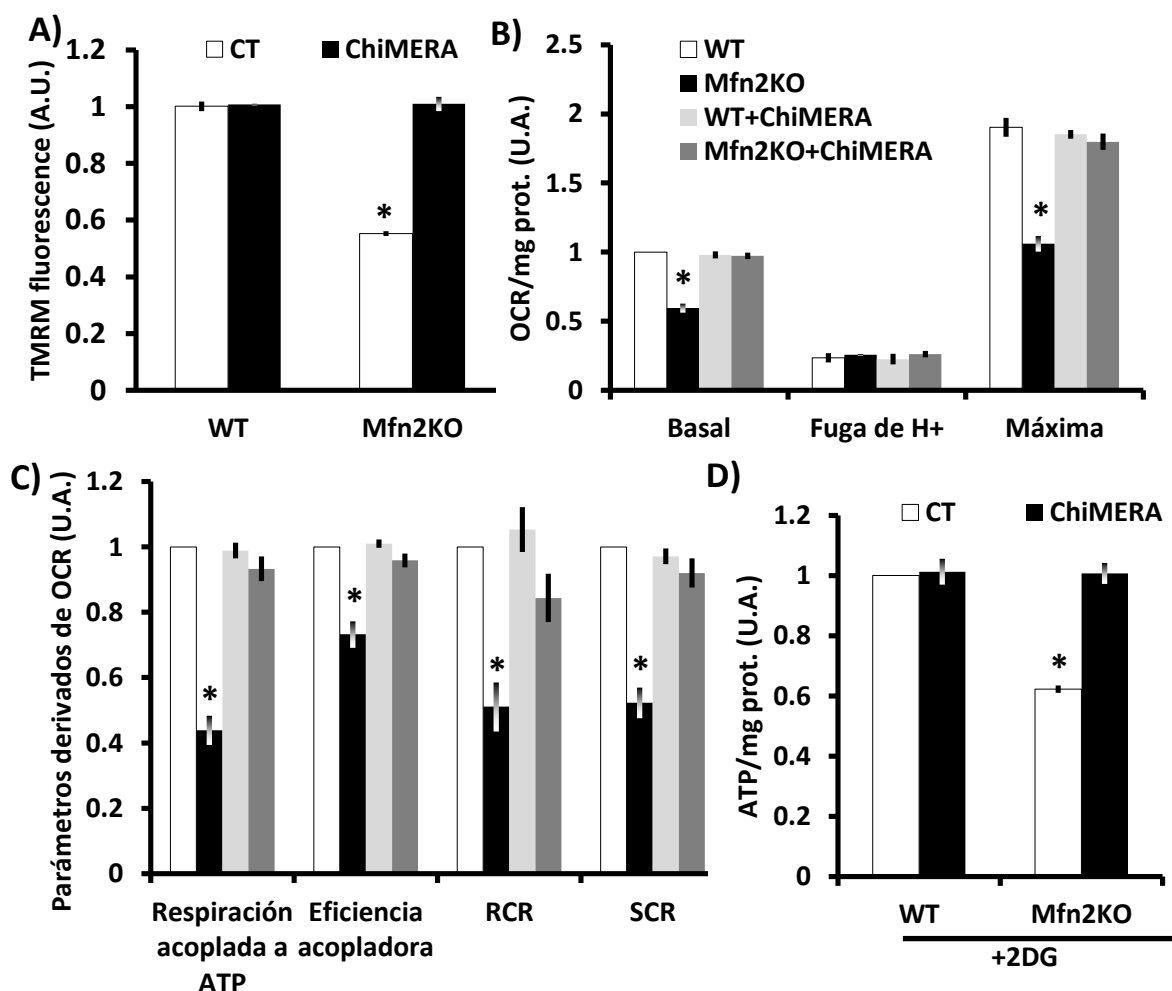 A)
CT ChiMERA
TMRM fluorescence (A.U.)
1.2
1
0.8
0.6
0.4
0.2
0
*
WT Mfn2KO
B)
WT
Mfn2KO
WT+ChiMERA
Mfn2KO+ChiMERA
OCR/mg prot. (U.A.)
2.5
2
1.5
1
0.5
0
*
*
Basal Fuga de H+ Máxima
C)
Parámetros derivados de OCR (U.A.)
1.2
1
0.8
0.6
0.4
0.2
0
*
*
*
*
Respiración Eficiencia RCR SCR
acoplada a acopladora
ATP
D)
CT ChiMERA
ATP/mg prot. (U.A.)
1.2
1
0.8
0.6
0.4
0.2
0
*
WT Mfn2KO
+2DG